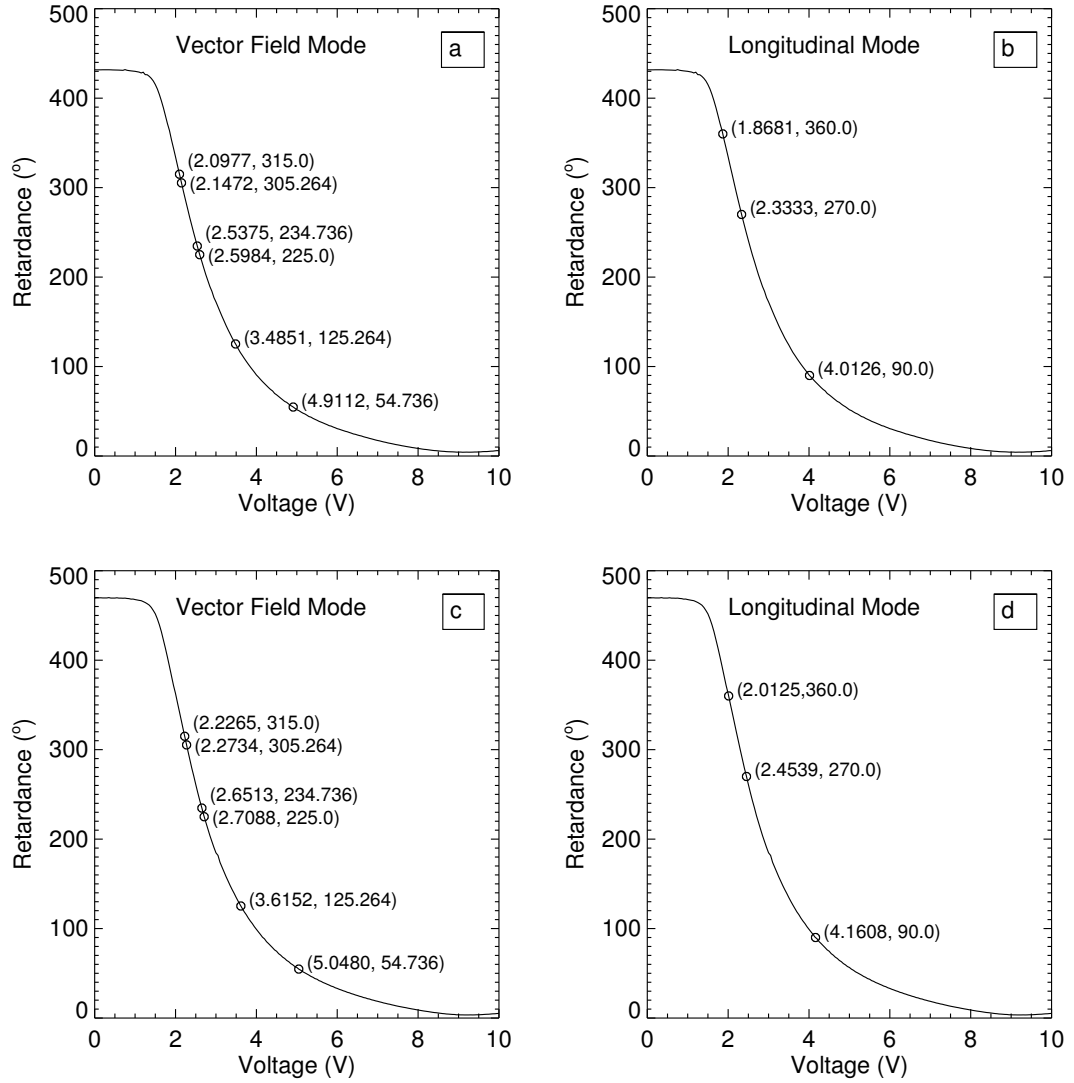 500
400
300
200
100
0
Retardance (°)
Vector Field Mode
a
(2.0977, 315.0)
(2.1472, 305.264)
(2.5375, 234.736)
(2.5984, 225.0)
(3.4851, 125.264)
(4.9112, 54.736)
0 2 4 6 8 10
Voltage (V)
500
400
300
200
100
0
Retardance (°)
Longitudinal Mode
b
(1.8681, 360.0)
(2.3333, 270.0)
(4.0126, 90.0)
0 2 4 6 8 10
Voltage (V)
500
400
300
200
100
0
Retardance (°)
Vector Field Mode
c
(2.2265, 315.0)
(2.2734, 305.264)
(2.6513, 234.736)
(2.7088, 225.0)
(3.6152, 125.264)
(5.0480, 54.736)
0 2 4 6 8 10
Voltage (V)
500
400
300
200
100
0
Retardance (°)
Longitudinal Mode
d
(2.0125,360.0)
(2.4539, 270.0)
(4.1608, 90.0)
0 2 4 6 8 10
Voltage (V)